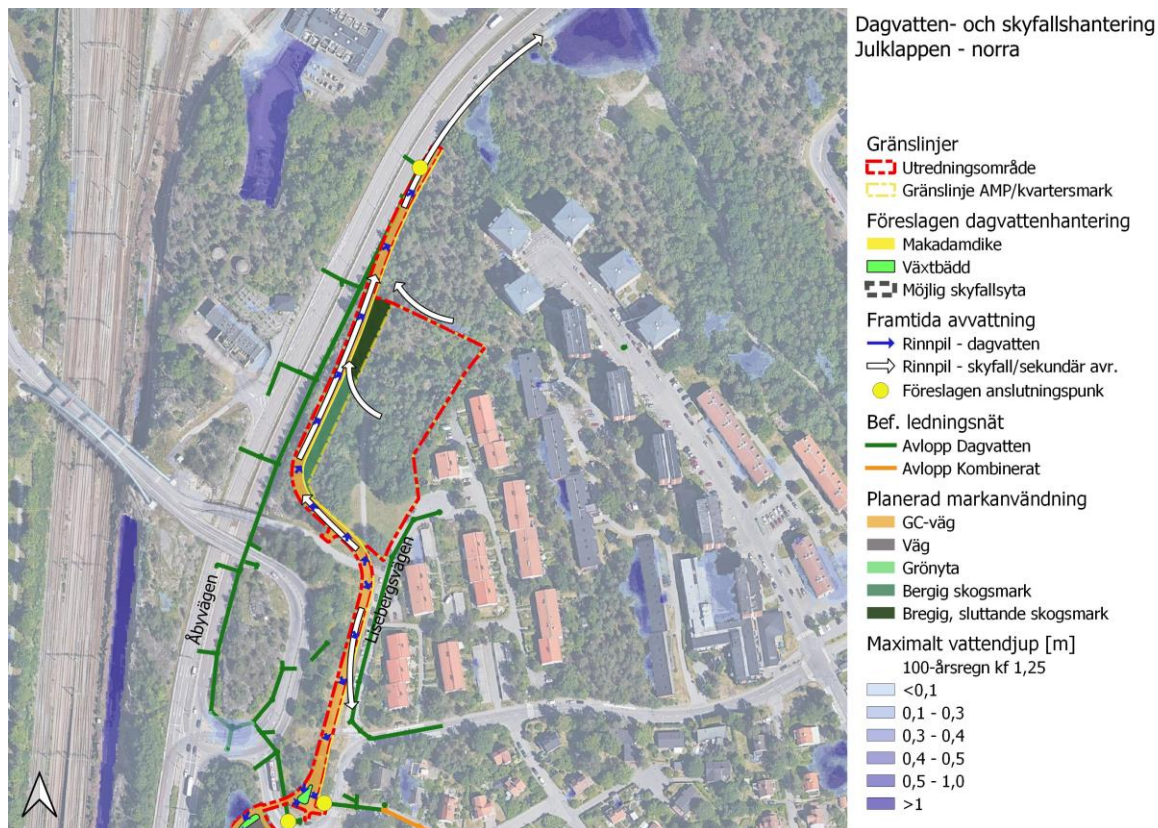 Dagvatten- och skyfallshantering
Julklappen - norra
Gränslinjer
Utredningsområde
Gränslinje AMP/kvartersmark
Föreslagen dagvattenhantering
Makadamdike
Växtbädd
Möjlig skyfallsyta
Framtida avvattning
Rinnpil - dagvatten
Rinnpil - skyfall/sekundär avr.
Föreslagen anslutningspunk
Bef. ledningsnät
Avlopp Dagvatten
Avlopp Kombinerat
Planerad markanvändning
GC-väg
Väg
Grönyta
Bergig skogsmark
Bregig, sluttande skogsmark
Maximalt vattendjup [m]
100-årsregn kf 1,25
<0,1
0,1 - 0,3
0,3 - 0,4
0,4 - 0,5
0,5 - 1,0
>1
Åbyvägen
Lisebergsvägen